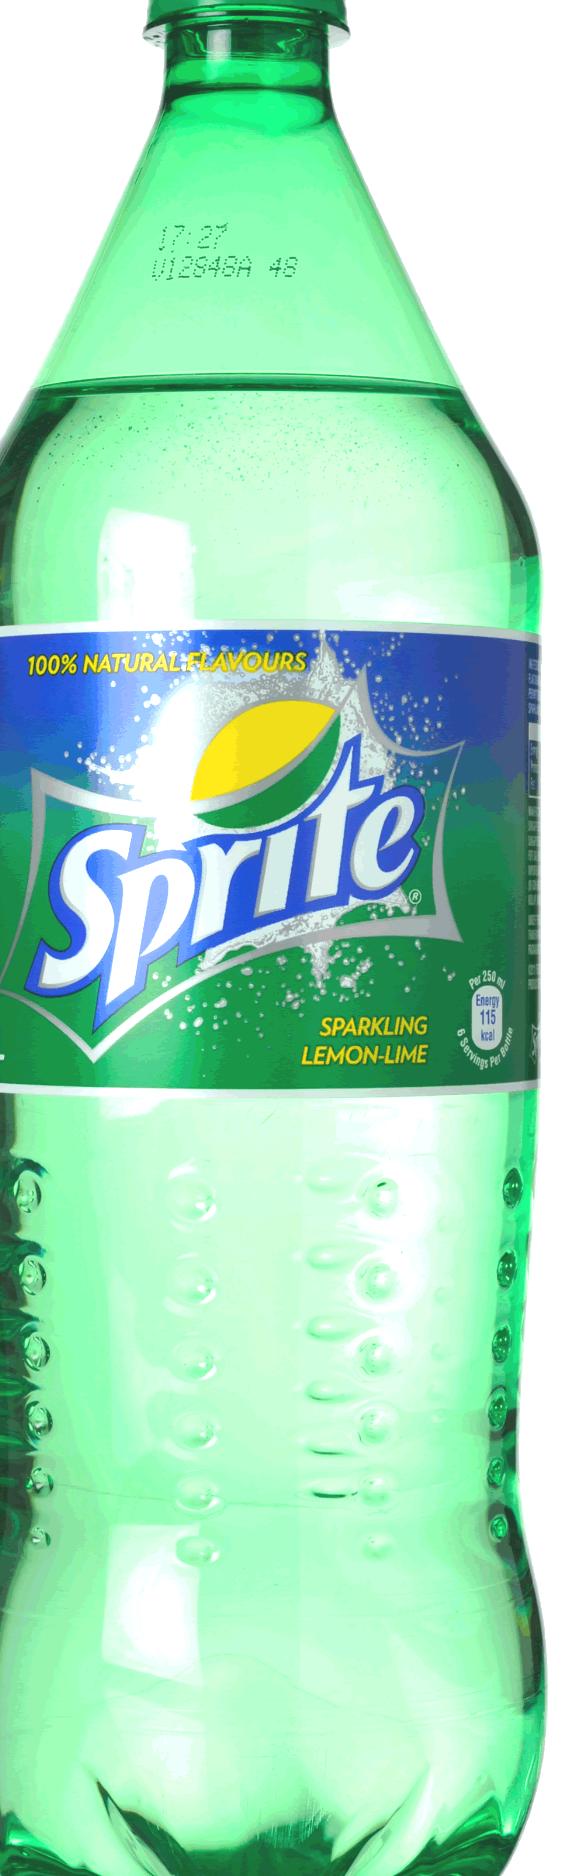 17:27
U12848A 48
100% NATURAL FLAVOURS
Sprite®
SPARKLING
LEMON-LIME
Per 250 ml
Energy
115
kcal
6 Servings Per Bottle